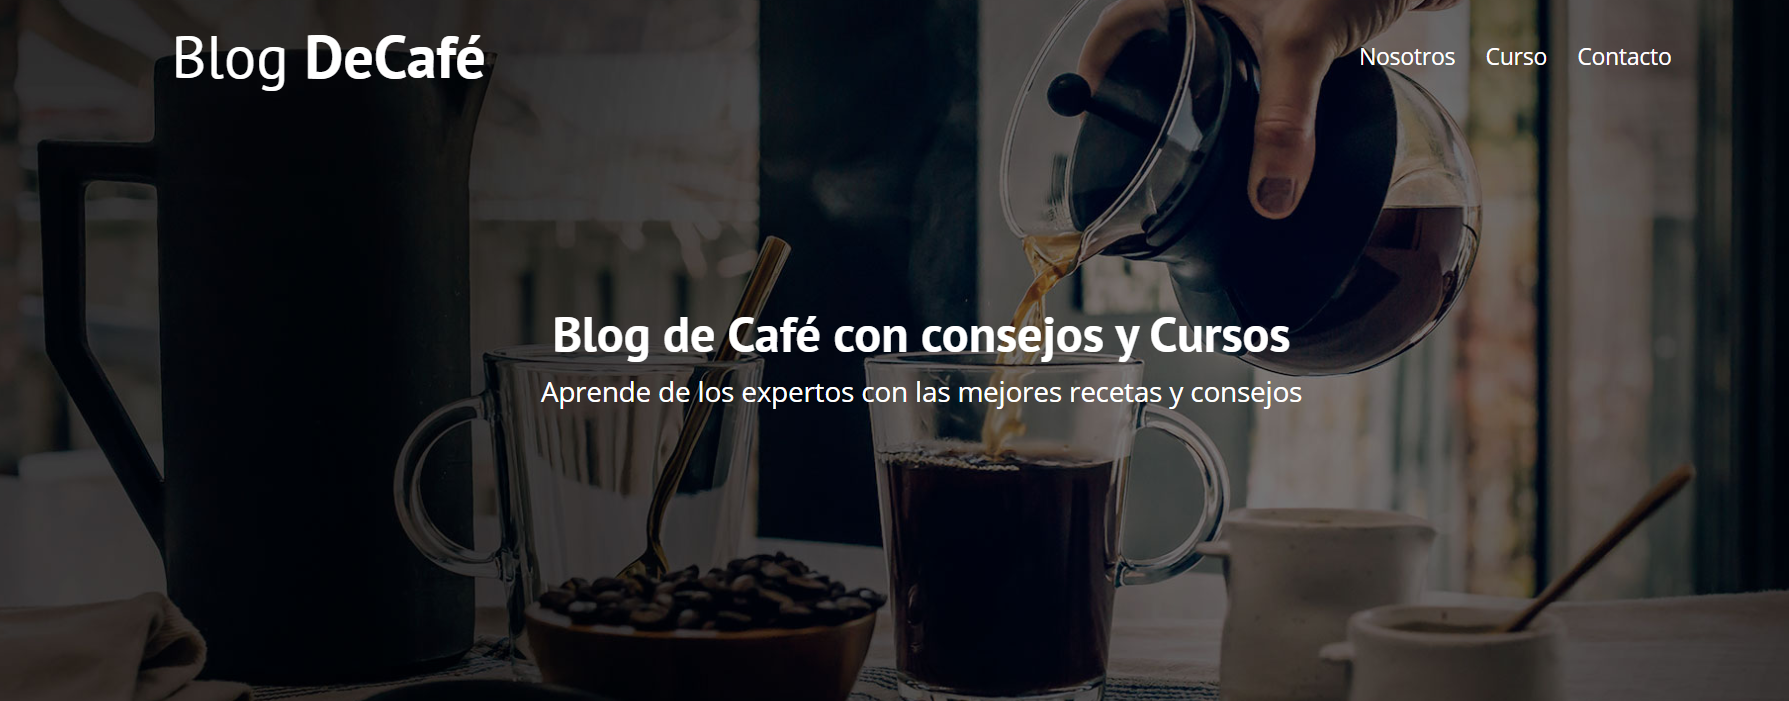 Blog DeCafé
Nosotros Curso Contacto
Blog de Café con consejos y Cursos
Aprende de los expertos con las mejores recetas y consejos